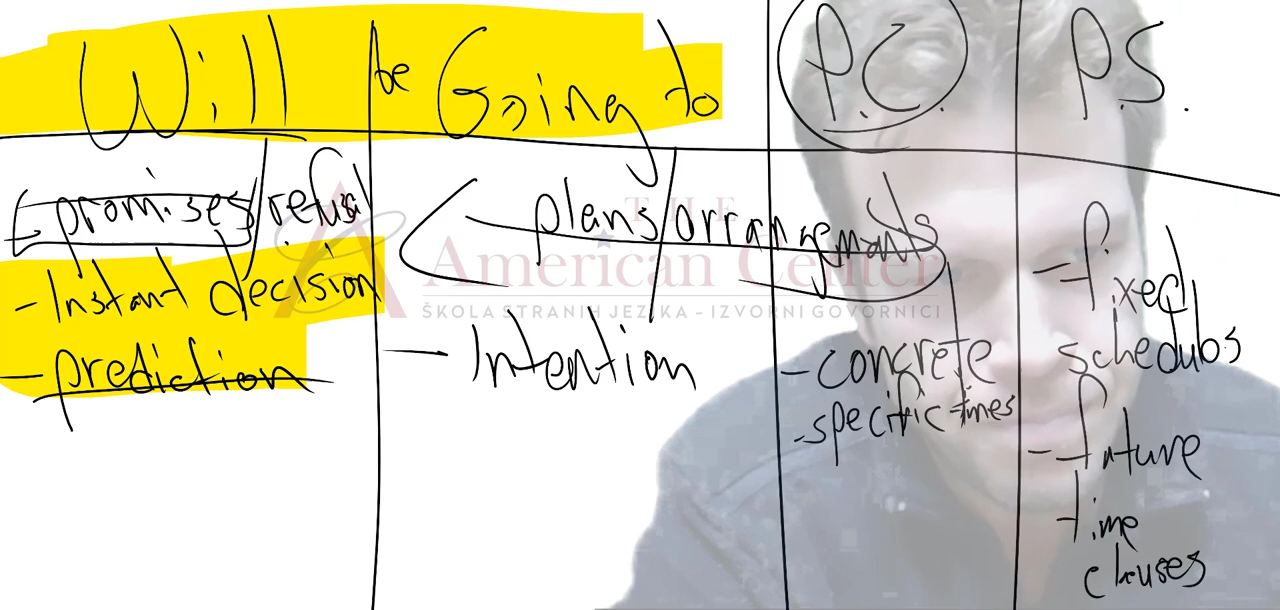 Will
be Going to
P.C.
P.S.
promises/refusal
- Instant decision
- prediction
plans/arrangements
- Intention
- concrete
- specific times
- fixed
schedules
- future
time
clauses
THE
American Center
ŠKOLA STRANIH JEZIKA - IZVORNI GOVORNICI